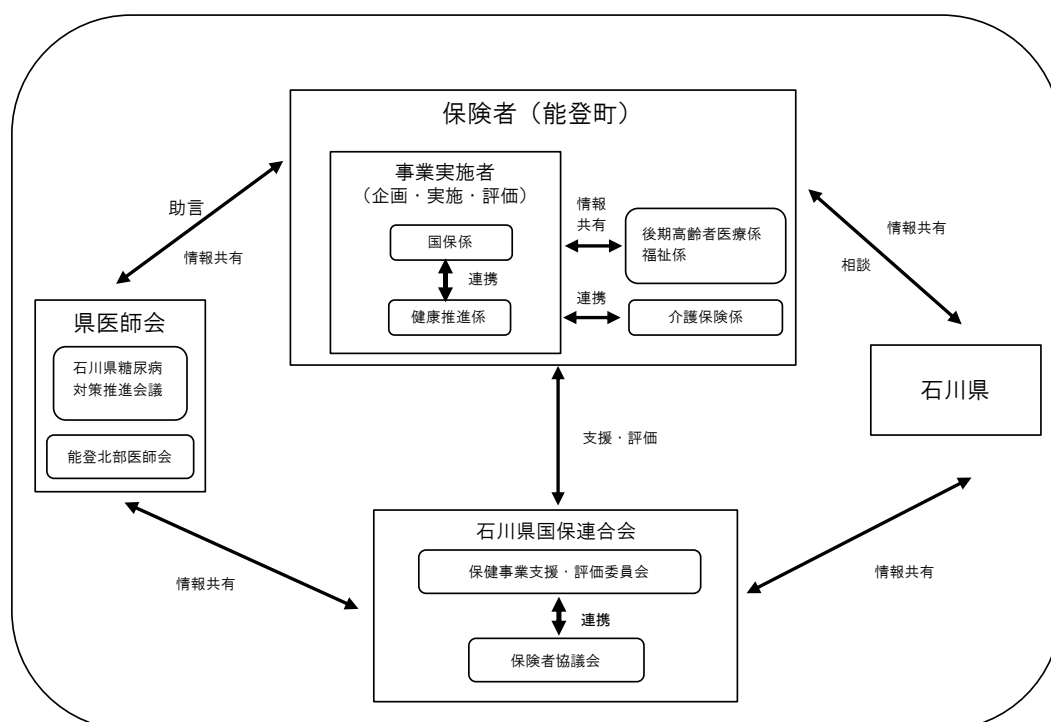 保険者（能登町）
事業実施者
（企画・実施・評価）
国保係
連携
健康推進係
情報
共有
後期高齢者医療係
福祉係
連携
介護保険係
助言
情報共有
情報共有
相談
県医師会
石川県糖尿病
対策推進会議
能登北部医師会
石川県
支援・評価
石川県国保連合会
保健事業支援・評価委員会
連携
保険者協議会
情報共有
情報共有